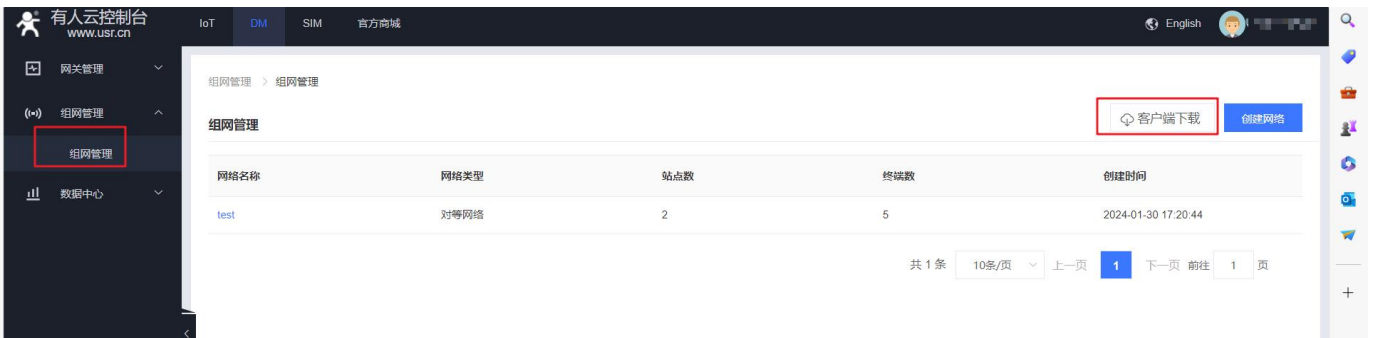 有人云控制台
www.usr.cn
IoT DM SIM 官方商城 English
网关管理
组网管理
组网管理
数据中心
组网管理 > 组网管理
组网管理 客户端下载 创建网络
网络名称 网络类型 站点数 终端数 创建时间
test 对等网络 2 5 2024-01-30 17:20:44
共 1 条 10条/页 上一页 1 下一页 前往 1 页